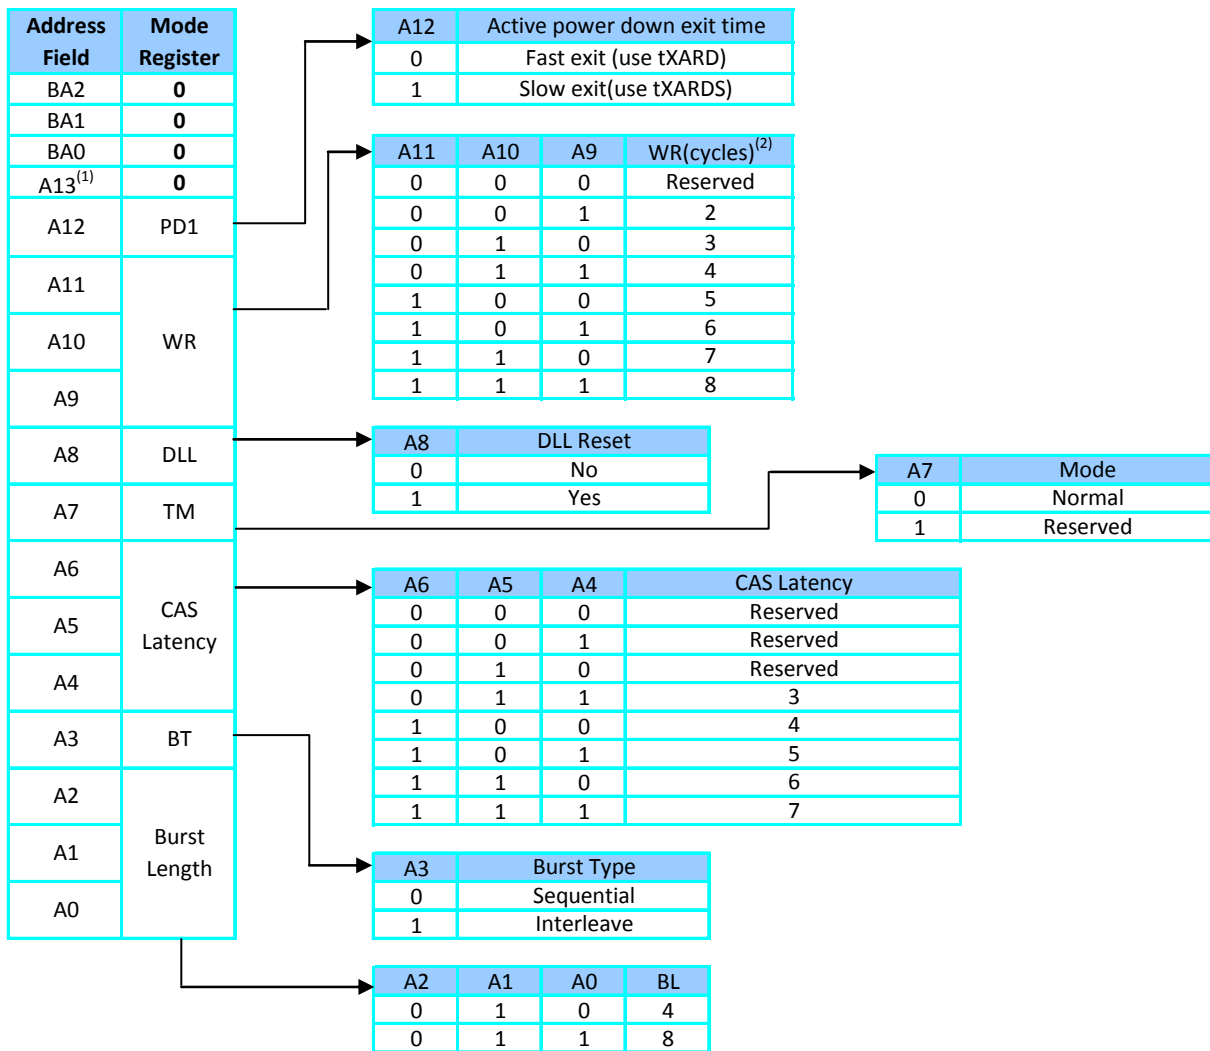 Address Field Mode Register
BA2 0
BA1 0
BA0 0
A13(1) 0
A12 PD1
A11
A10 WR
A9
A8 DLL
A7 TM
A6
A5 CAS Latency
A4
A3 BT
A2
A1 Burst Length
A0
A12 Active power down exit time
0 Fast exit (use tXARD)
1 Slow exit(use tXARDS)
A11 A10 A9 WR(cycles)(2)
0 0 0 Reserved
0 0 1 2
0 1 0 3
0 1 1 4
1 0 0 5
1 0 1 6
1 1 0 7
1 1 1 8
A8 DLL Reset
0 No
1 Yes
A7 Mode
0 Normal
1 Reserved
A6 A5 A4 CAS Latency
0 0 0 Reserved
0 0 1 Reserved
0 1 0 Reserved
0 1 1 3
1 0 0 4
1 0 1 5
1 1 0 6
1 1 1 7
A3 Burst Type
0 Sequential
1 Interleave
A2 A1 A0 BL
0 1 0 4
0 1 1 8